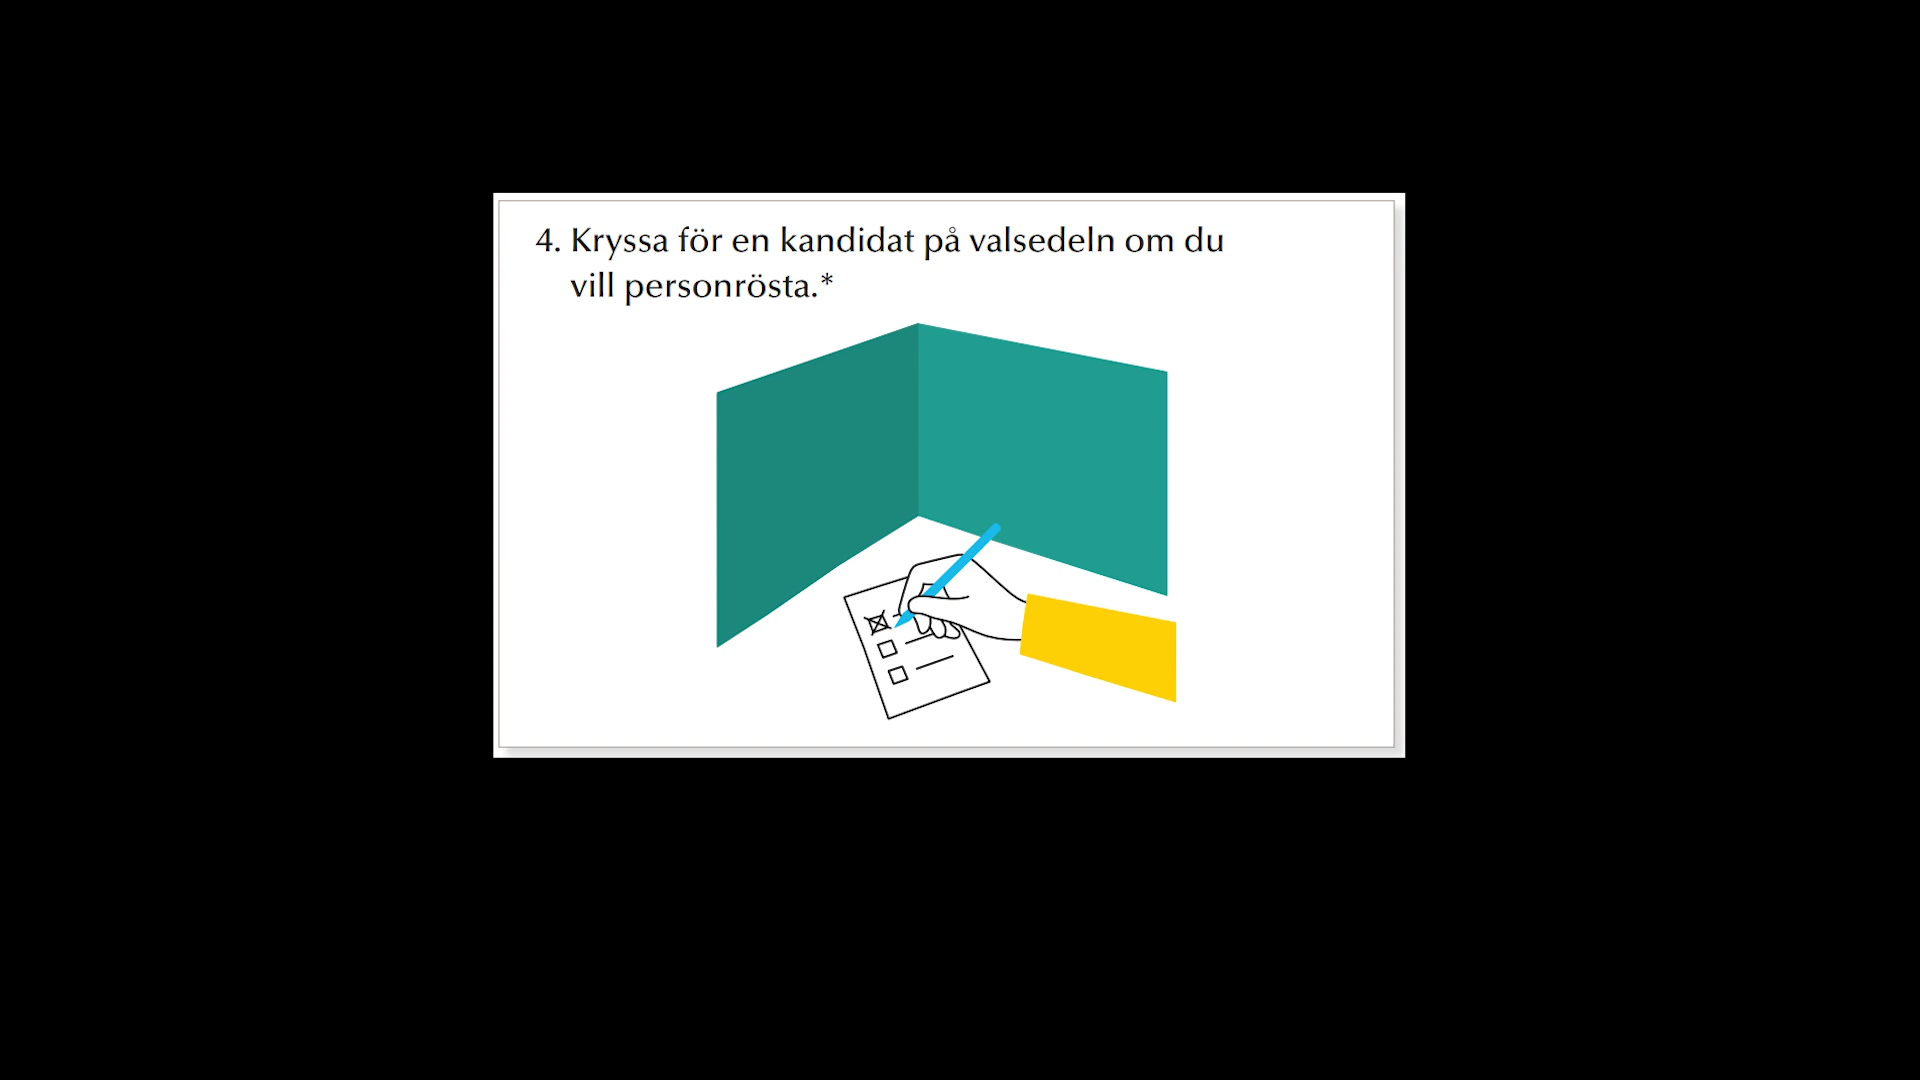 4. Kryssa för en kandidat på valsedeln om du
vill personrösta.*